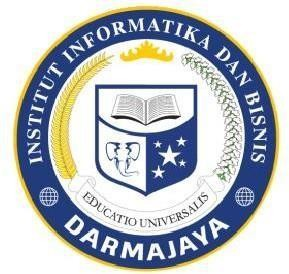 INSTITUT INFORMATIKA DAN BISNIS
EDUCATIO UNIVERSALIS
DARMAJAYA